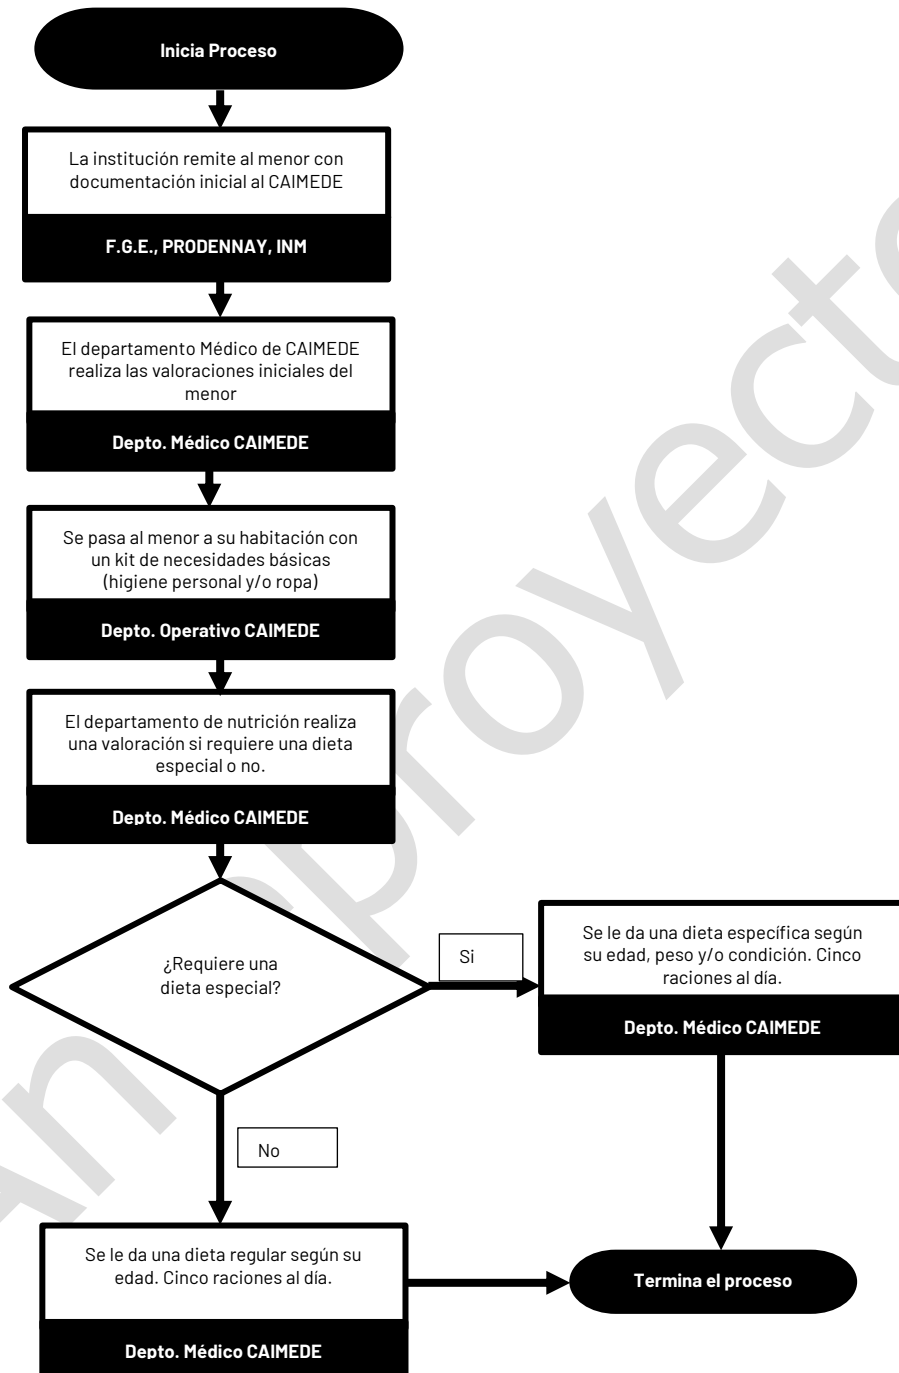 Inicia Proceso
La institución remite al menor con
documentación inicial al CAIMEDE
F.G.E., PRODENNAY, INM
El departamento Médico de CAIMEDE
realiza las valoraciones iniciales del
menor
Depto. Médico CAIMEDE
Se pasa al menor a su habitación con
un kit de necesidades básicas
(higiene personal y/o ropa)
Depto. Operativo CAIMEDE
El departamento de nutrición realiza
una valoración si requiere una dieta
especial o no.
Depto. Médico CAIMEDE
¿Requiere una
dieta especial?
Si
Se le da una dieta específica según
su edad, peso y/o condición. Cinco
raciones al día.
Depto. Médico CAIMEDE
No
Se le da una dieta regular según su
edad. Cinco raciones al día.
Depto. Médico CAIMEDE
Termina el proceso